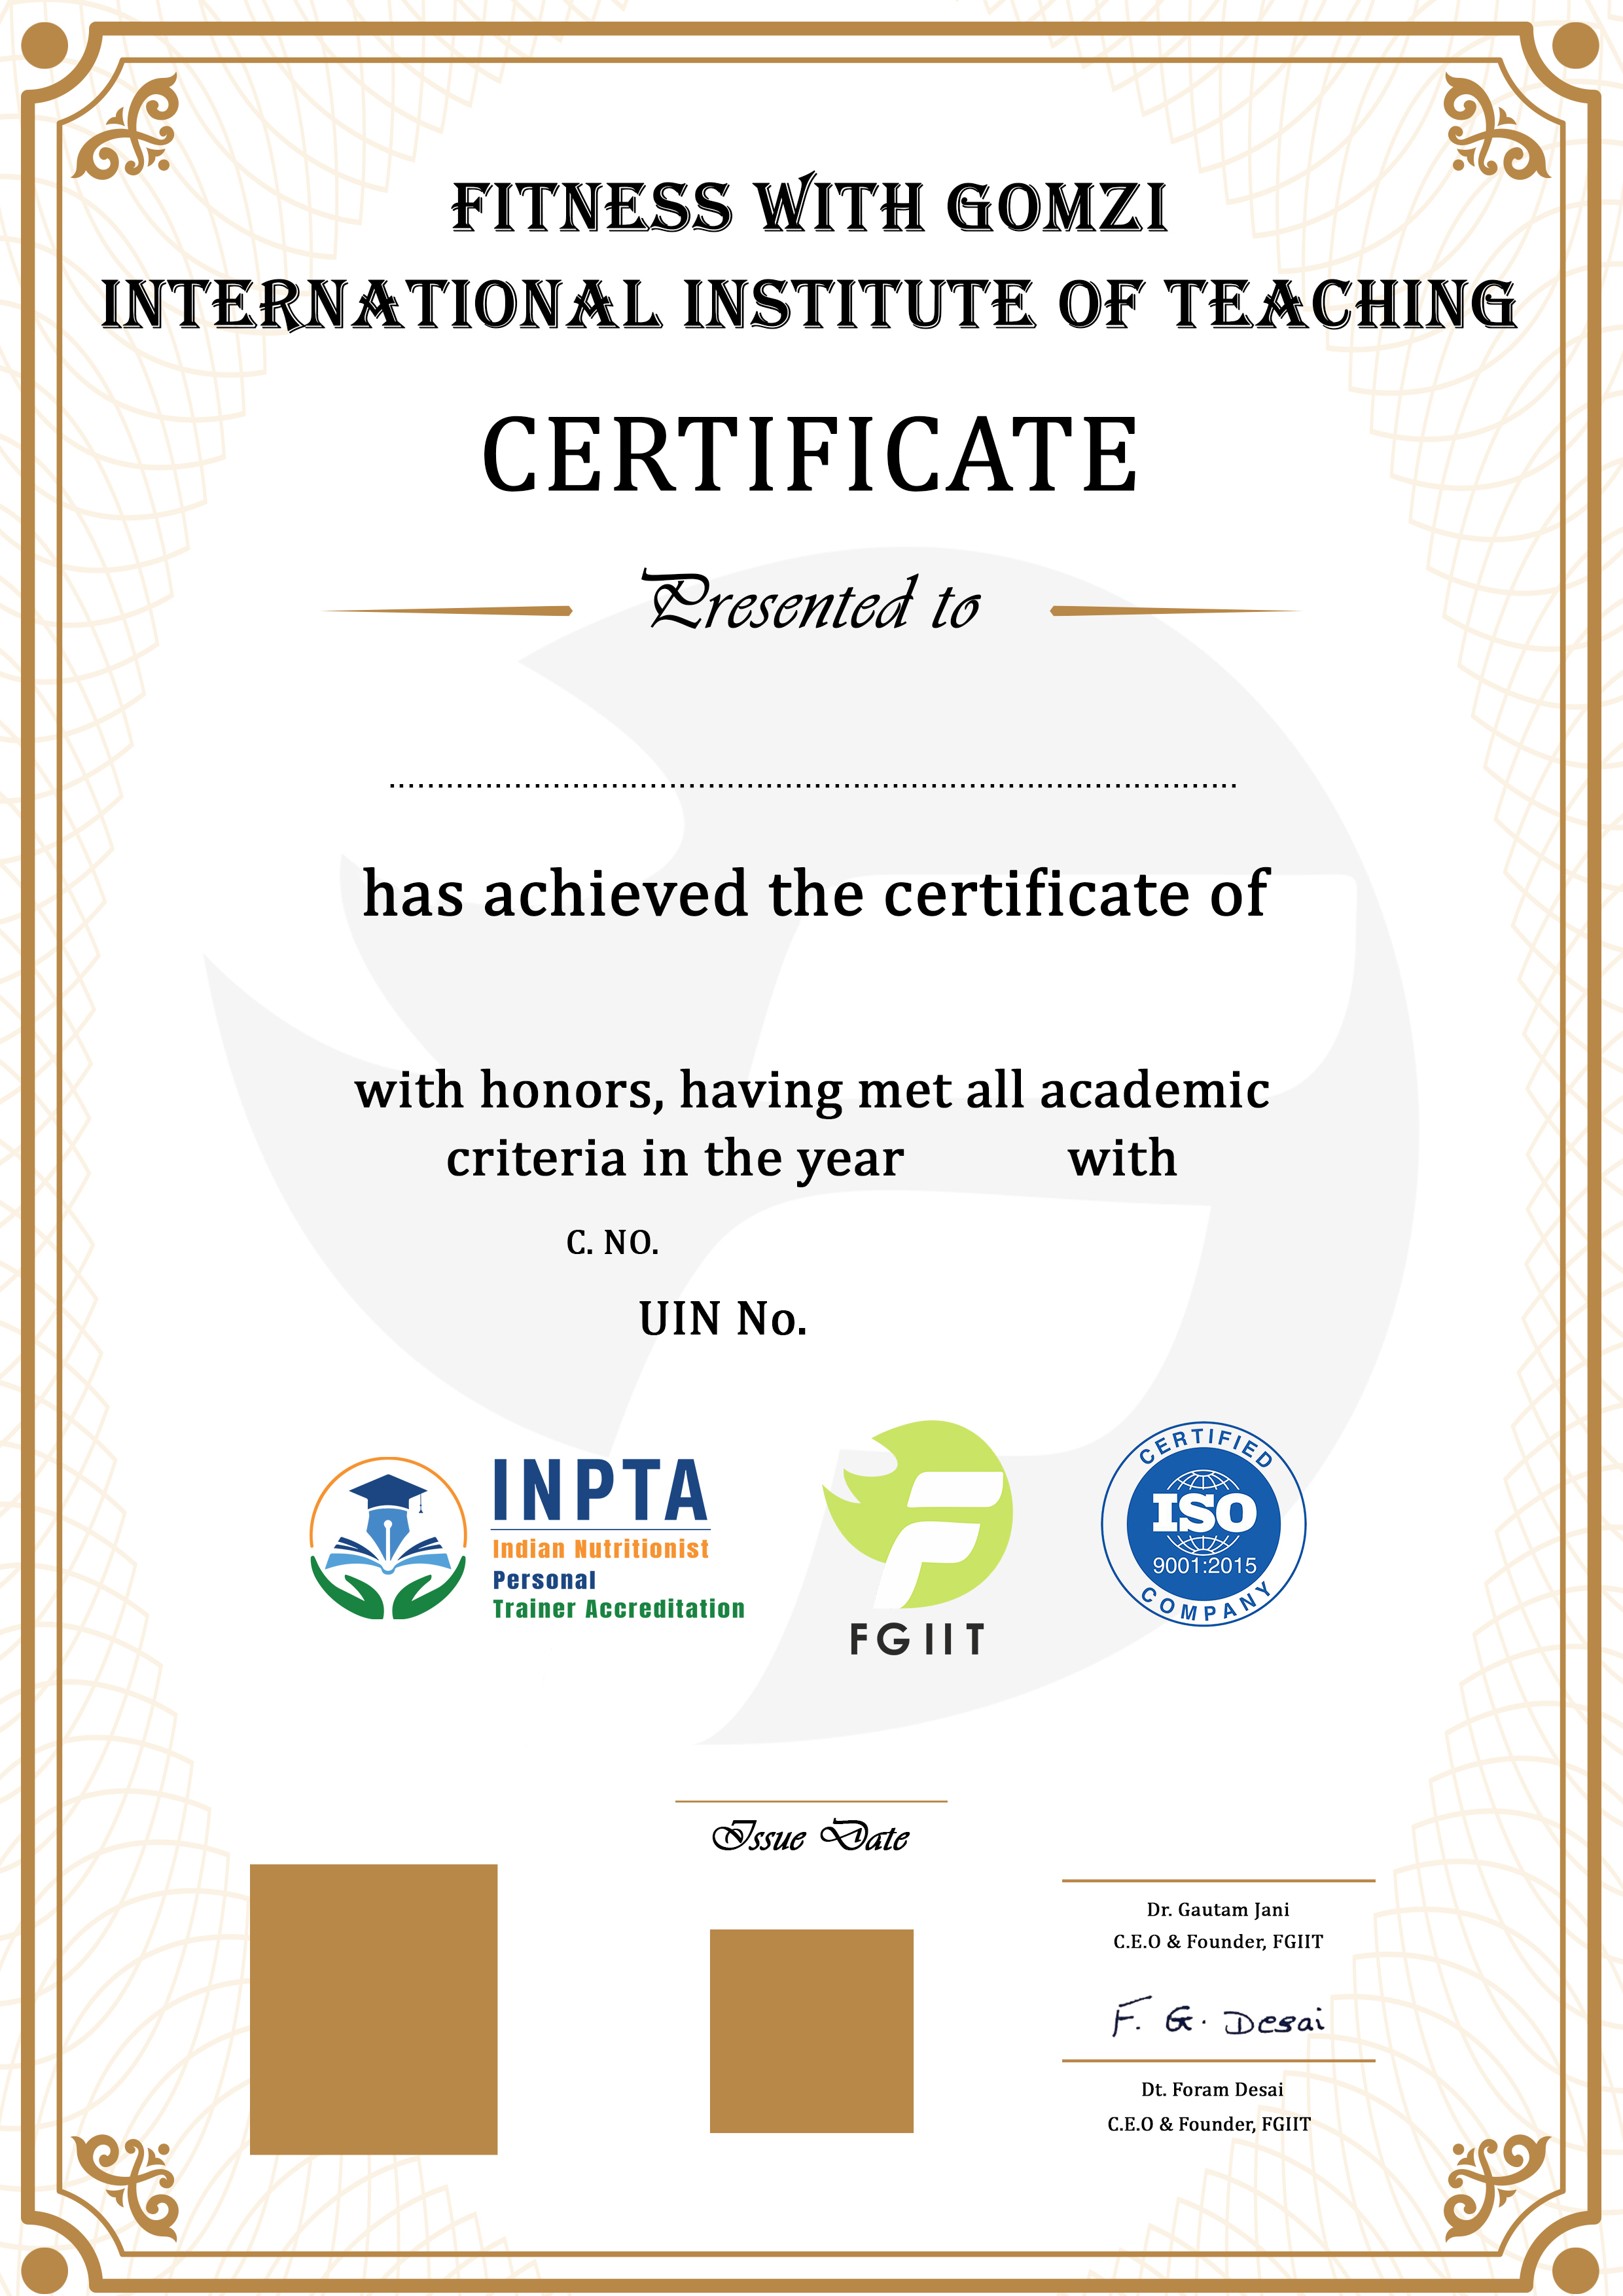 FITNESS WITH GOMZI
INTERNATIONAL INSTITUTE OF TEACHING
CERTIFICATE
Presented to
has achieved the certificate of
with honors, having met all academic
criteria in the year with
C. NO.
UIN No.
INPTA
Indian Nutritionist
Personal
Trainer Accreditation
FGIIT
CERTIFIED
ISO
9001:2015
COMPANY
Issue Date
Dr. Gautam Jani
C.E.O & Founder, FGIIT
F. G. Desai
Dt. Foram Desai
C.E.O & Founder, FGIIT